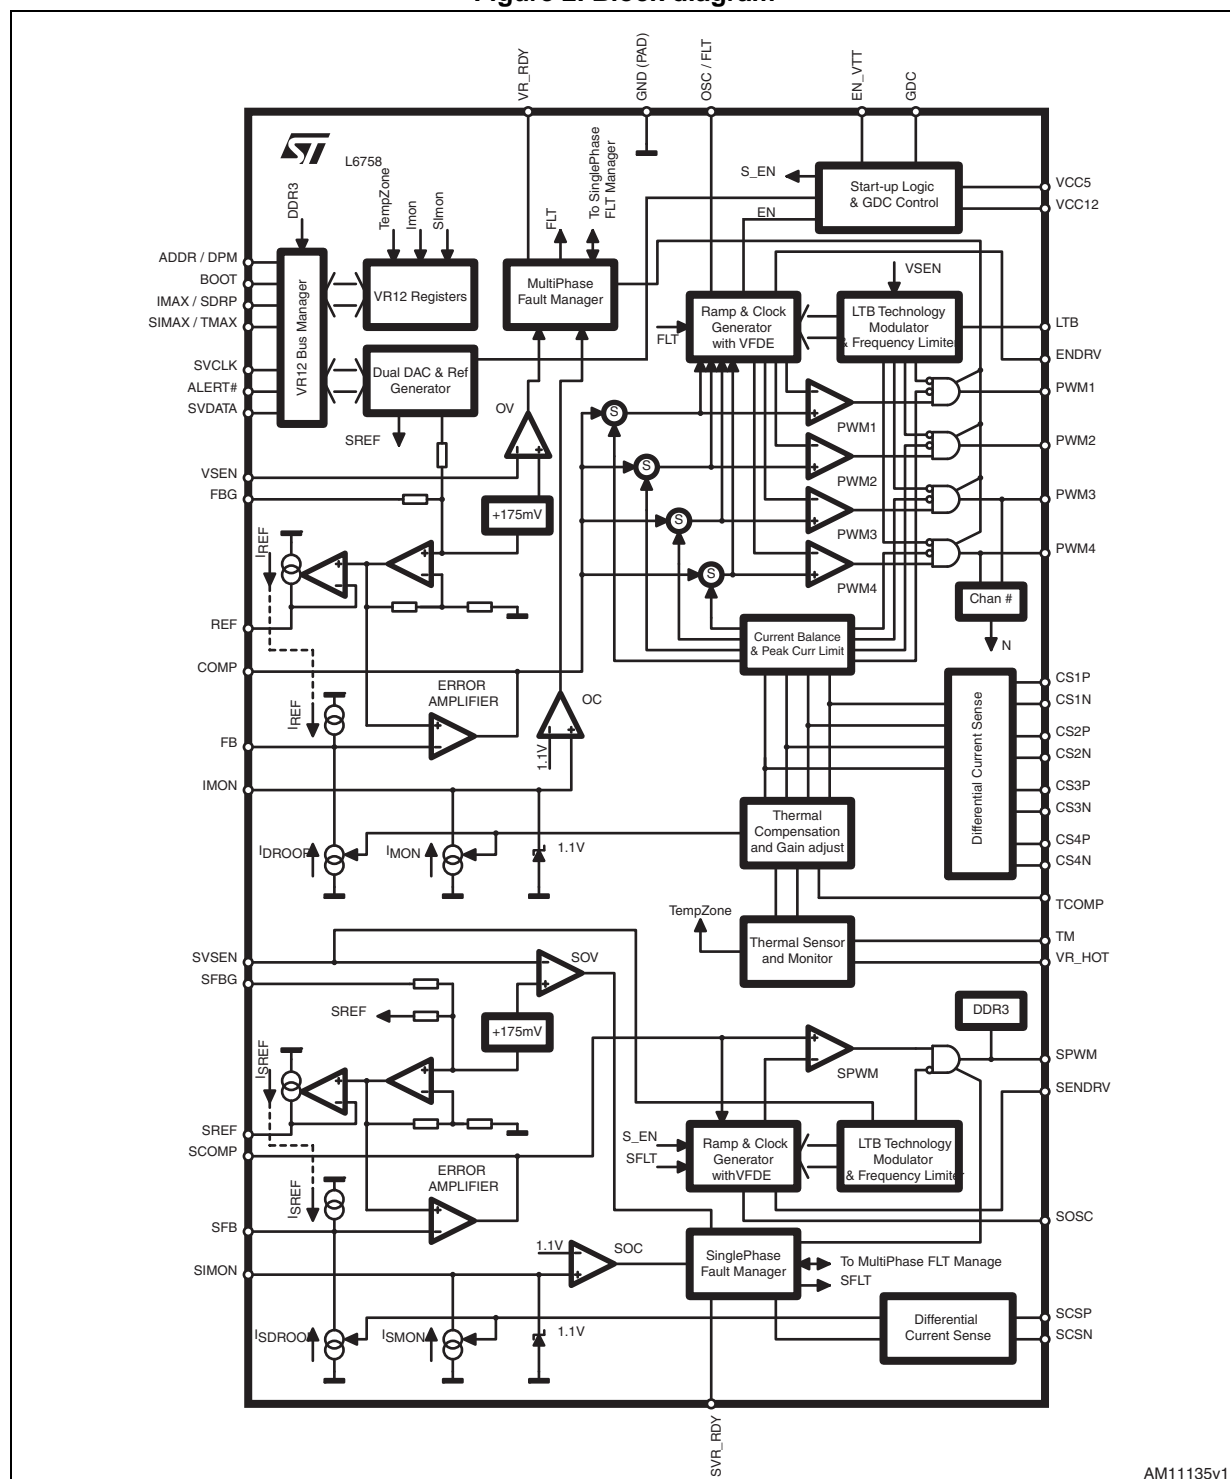 Figure 2. Block diagram
VR_RDY
GND (PAD)
OSC / FLT
EN_VTT
GDC
ST
L6758
DDR3
TempZone
Imon
SImon
FLT
To SinglePhase
FLT Manager
S_EN
EN
Start-up Logic
& GDC Control
VCC5
VCC12
ADDR / DPM
BOOT
IMAX / SDRP
SIMAX / TMAX
SVCLK
ALERT#
SVDATA
VR12 Bus Manager
VR12 Registers
Dual DAC & Ref
Generator
SREF
MultiPhase
Fault Manager
FLT
Ramp & Clock
Generator
with VFDE
VSEN
LTB Technology
Modulator
& Frequency Limiter
LTB
ENDRV
PWM1
PWM2
PWM3
PWM4
OV
S
S
S
S
PWM1
PWM2
PWM3
PWM4
Chan #
N
VSEN
FBG
+175mV
IREF
REF
COMP
FB
IMON
IREF
ERROR
AMPLIFIER
OC
1.1V
Current Balance
& Peak Curr Limit
Differential Current Sense
CS1P
CS1N
CS2P
CS2N
CS3P
CS3N
CS4P
CS4N
IDROOP
IMON
1.1V
Thermal
Compensation
and Gain adjust
TCOMP
TempZone
Thermal Sensor
and Monitor
TM
VR_HOT
SVSEN
SFBG
SREF
SOV
+175mV
DDR3
SPWM
SPWM
SENDRV
ISREF
SREF
SCOMP
S_EN
SFLT
Ramp & Clock
Generator
withVFDE
LTB Technology
Modulator
& Frequency Limiter
ISREF
ERROR
AMPLIFIER
SFB
SOSC
SIMON
1.1V
SOC
SinglePhase
Fault Manager
To MultiPhase FLT Manage
SFLT
ISDROOP
ISMON
1.1V
Differential
Current Sense
SCSP
SCSN
SVR_RDY
AM11135v1